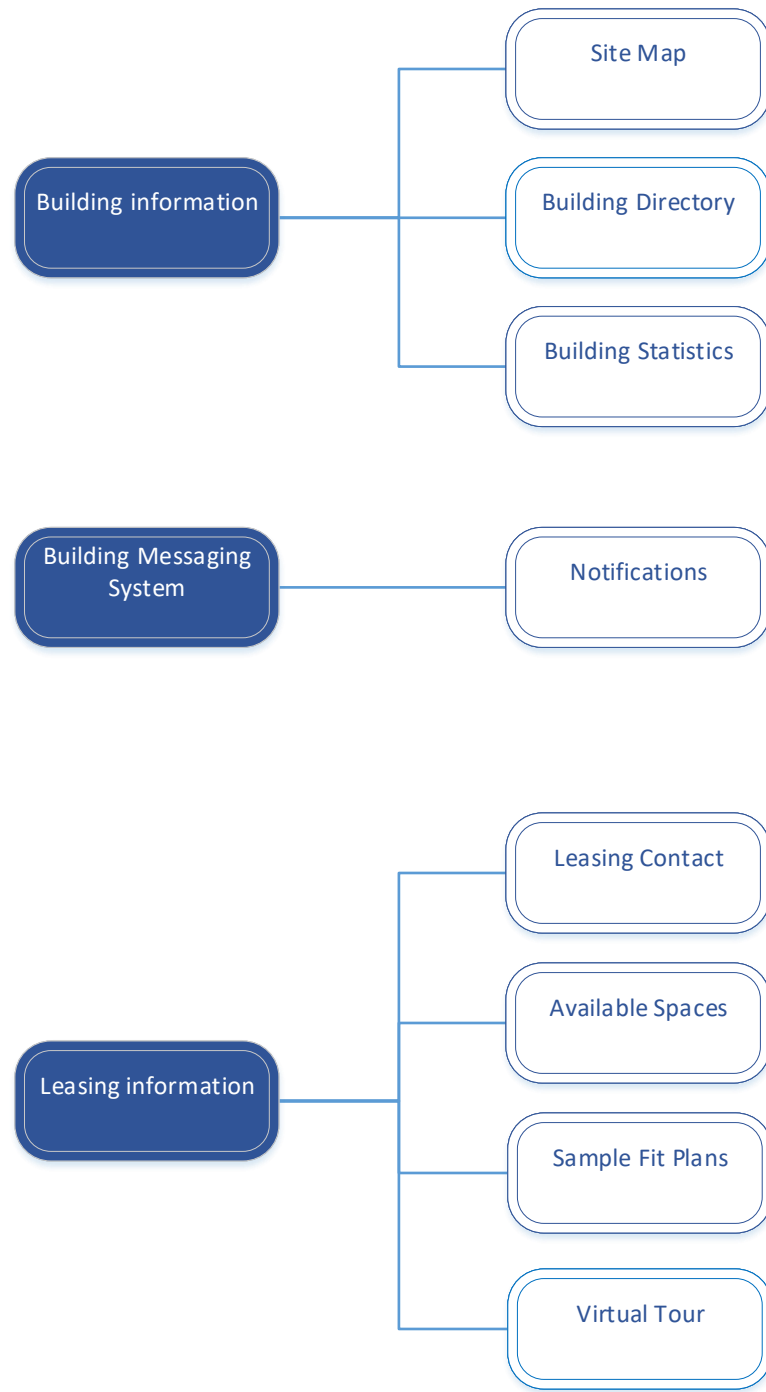 Site Map
Building information
Building Directory
Building Statistics
Building Messaging
System
Notifications
Leasing Contact
Available Spaces
Leasing information
Sample Fit Plans
Virtual Tour